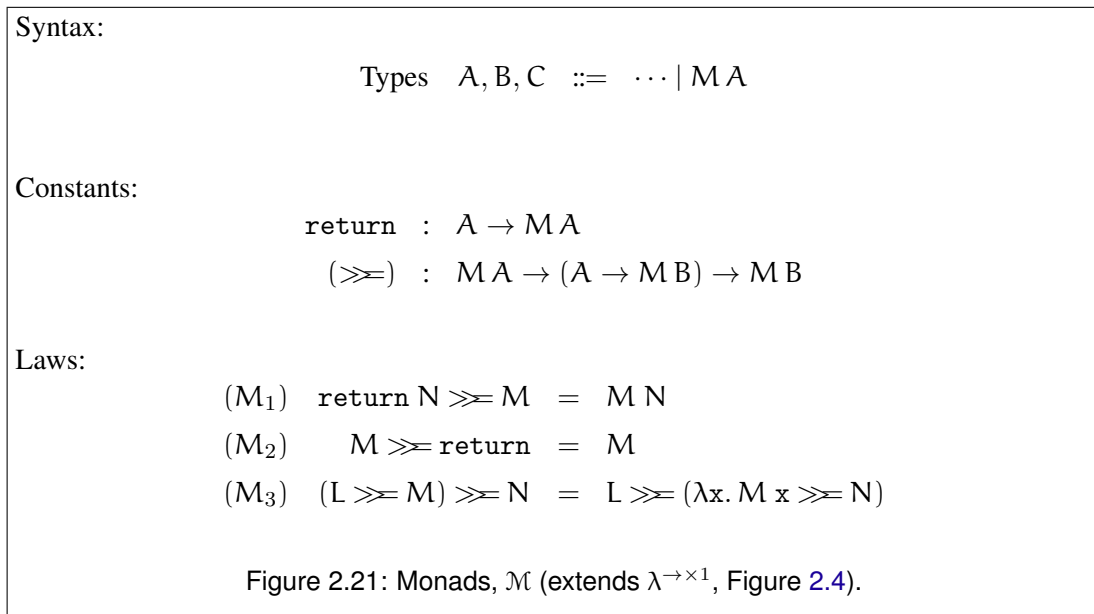 Syntax:
Types A, B, C ::= ··· | M A
Constants:
return : A → M A
(≫=) : M A → (A → M B) → M B
Laws:
(M₁) return N ≫= M = M N
(M₂) M ≫= return = M
(M₃) (L ≫= M) ≫= N = L ≫= (λx. M x ≫= N)
Figure 2.21: Monads, ℳ (extends λ→×1, Figure 2.4).